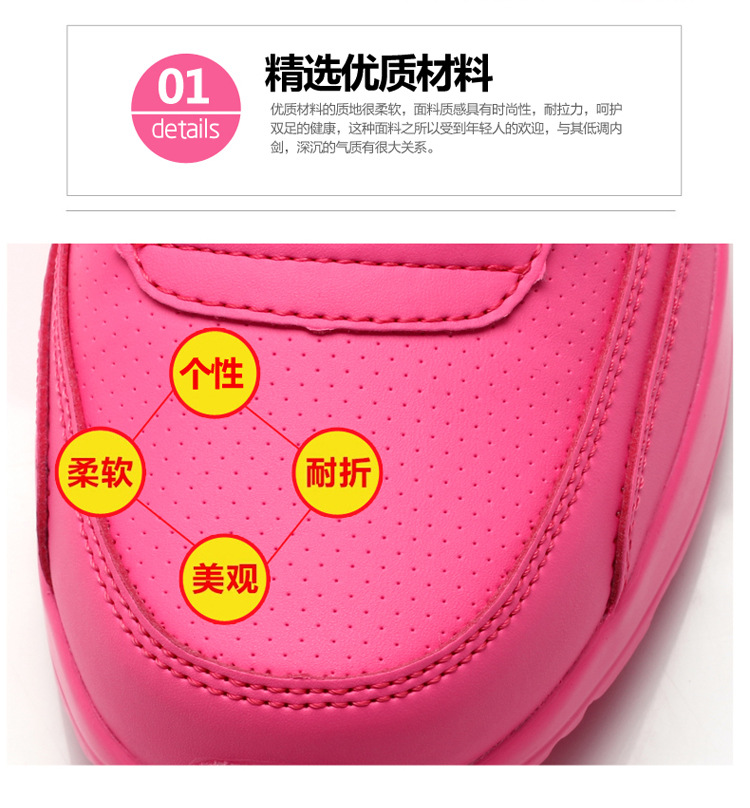 01
details
精选优质材料
优质材料的质地很柔软，面料质感具有时尚性，耐拉力，呵护
双足的健康，这种面料之所以受到年轻人的欢迎，与其低调内
剑，深沉的气质有很大关系。
个性
柔软
耐折
美观